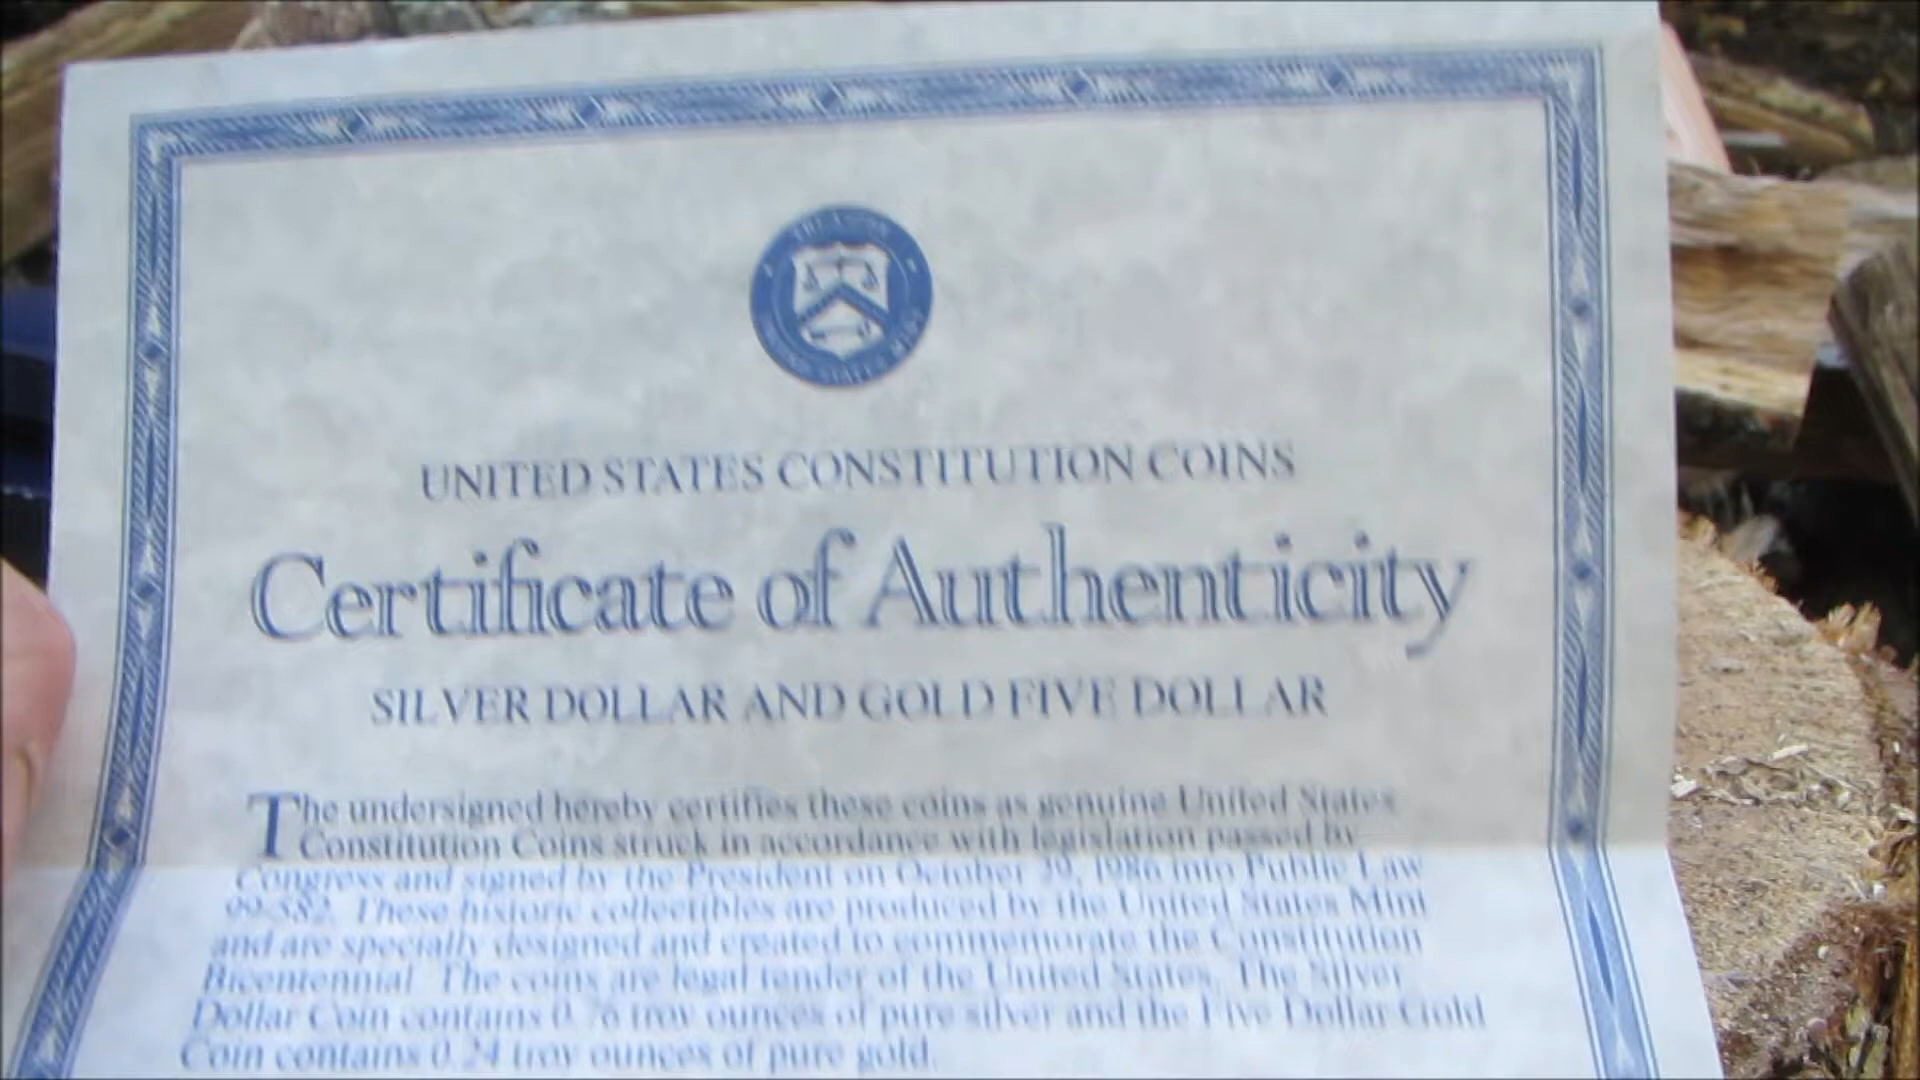 UNITED STATES CONSTITUTION COINS
Certificate of Authenticity
SILVER DOLLAR AND GOLD FIVE DOLLAR
The undersigned hereby certifies these coins as genuine United States
Constitution Coins struck in accordance with legislation passed by
Congress and signed by the President on October 29, 1986 into Public Law
99-582. These historic collectibles are produced by the United States Mint
and are specially designed and created to commemorate the Constitution
Bicentennial. The coins are legal tender of the United States. The Silver
Dollar Coin contains 0.76 troy ounces of pure silver and the Five Dollar Gold
Coin contains 0.24 troy ounces of pure gold.